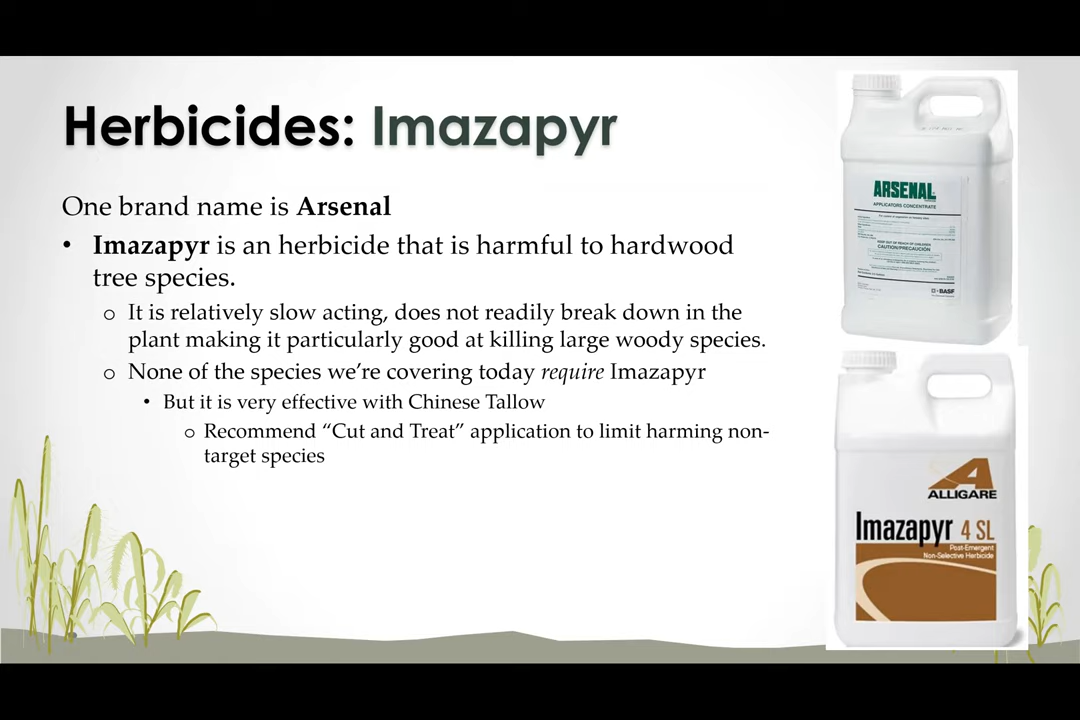 Herbicides: Imazapyr
One brand name is Arsenal
• Imazapyr is an herbicide that is harmful to hardwood
tree species.
o It is relatively slow acting, does not readily break down in the
plant making it particularly good at killing large woody species.
o None of the species we’re covering today require Imazapyr
• But it is very effective with Chinese Tallow
o Recommend “Cut and Treat” application to limit harming non-
target species
ARSENAL
APPLICATORS CONCENTRATE
KEEP OUT OF REACH OF CHILDREN
CAUTION/PRECAUCIÓN
BASF
A
ALLIGARE
Imazapyr 4 SL
Post-Emergent
Non-Selective Herbicide